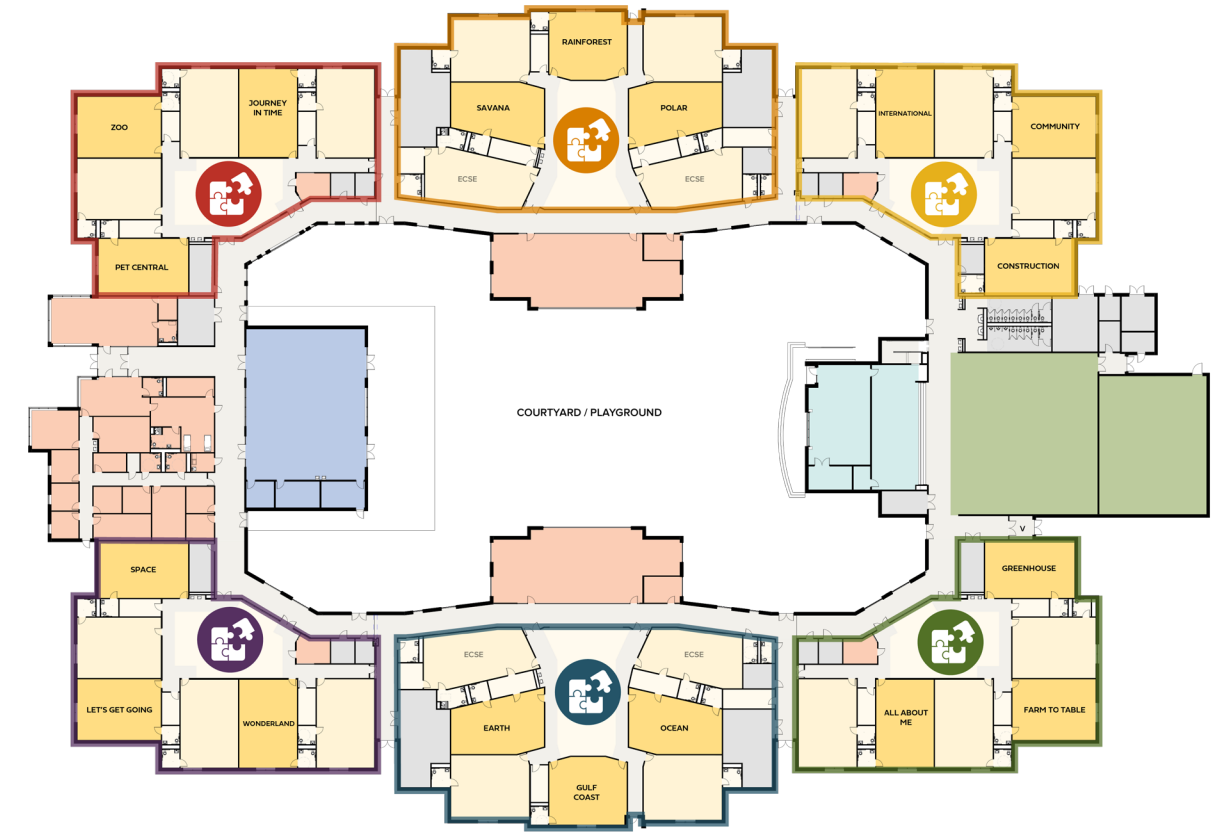 RAINFOREST
JOURNEY
IN TIME
ZOO
SAVANA
POLAR
INTERNATIONAL
COMMUNITY
ECSE
ECSE
PET CENTRAL
CONSTRUCTION
COURTYARD / PLAYGROUND
V
SPACE
GREENHOUSE
ECSE
ECSE
LET'S GET GOING
WONDERLAND
EARTH
OCEAN
ALL ABOUT
ME
FARM TO TABLE
GULF
COAST